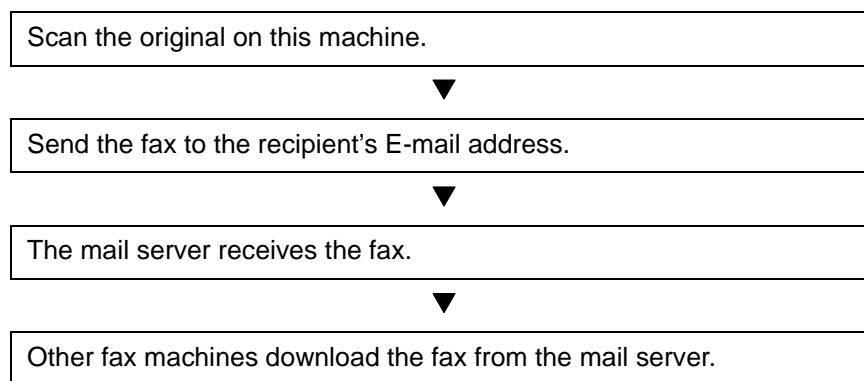 Scan the original on this machine.
Send the fax to the recipient's E-mail address.
The mail server receives the fax.
Other fax machines download the fax from the mail server.